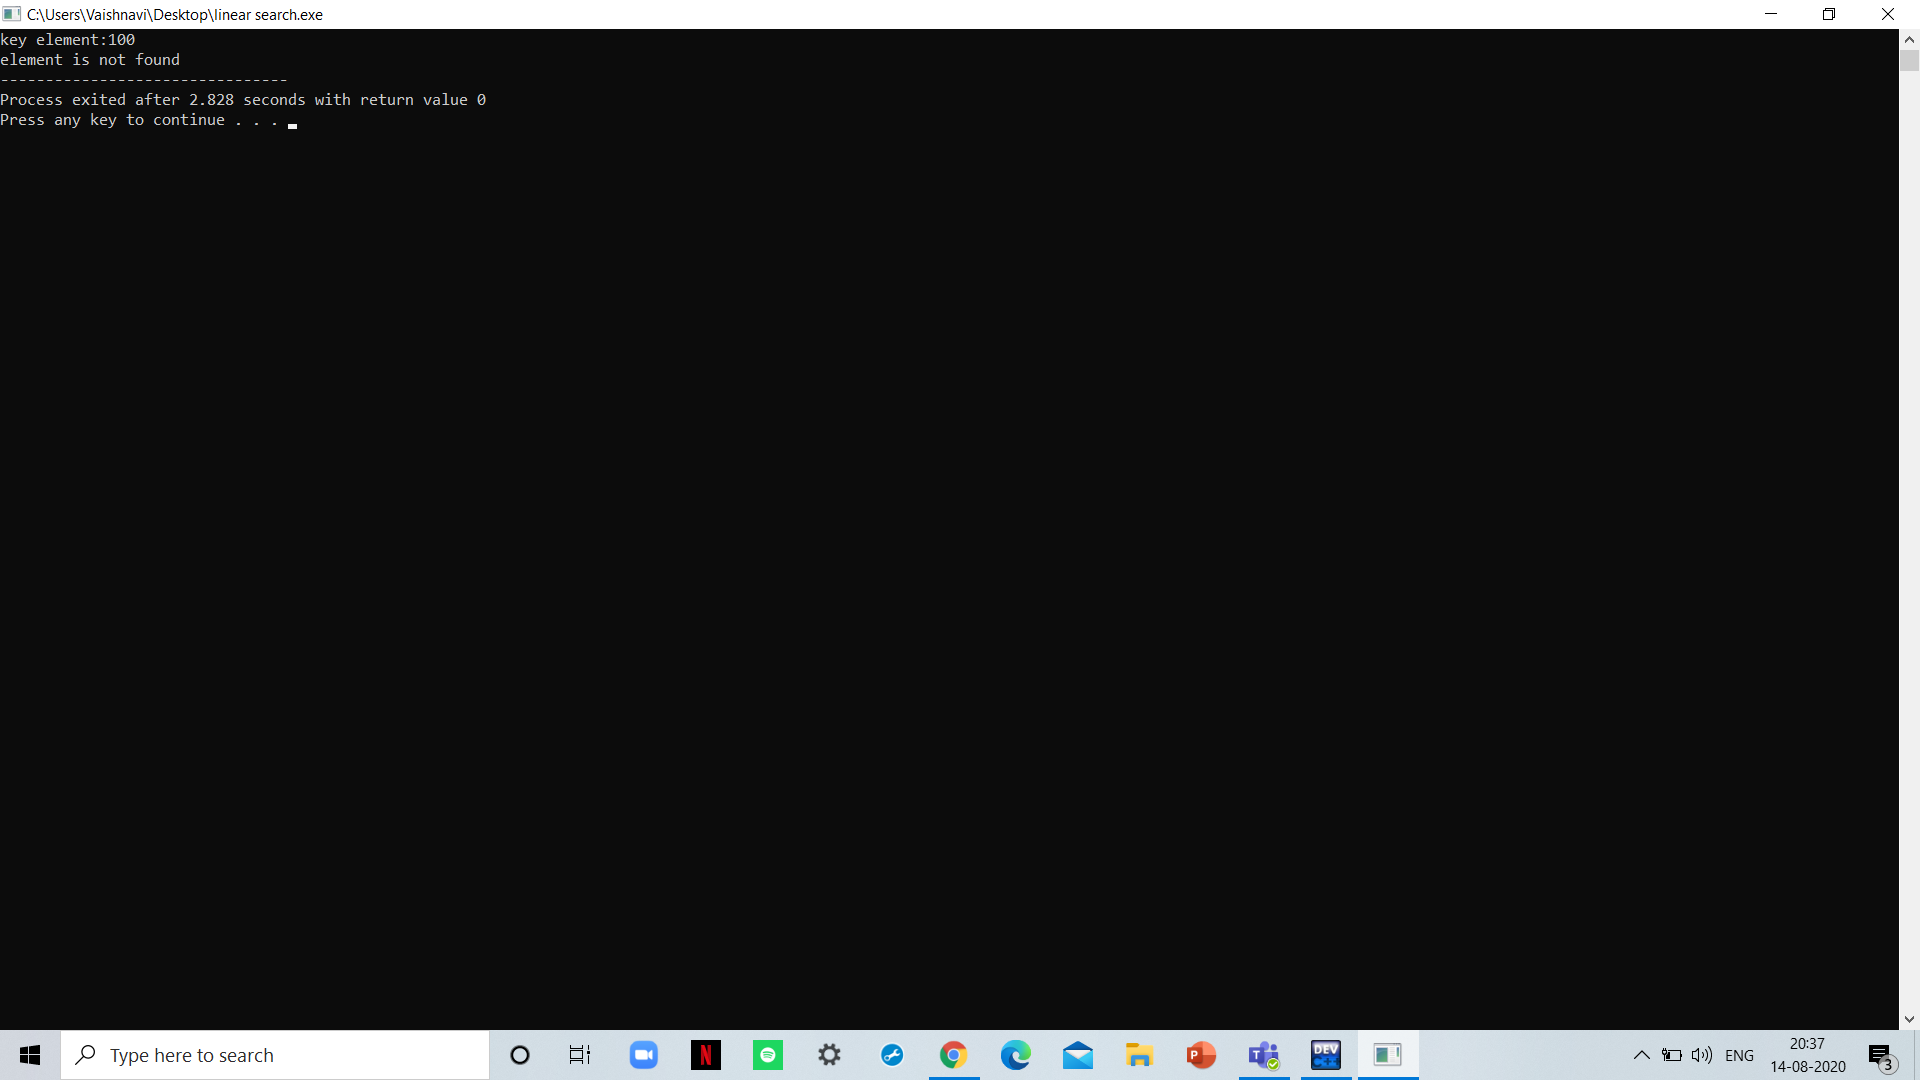 C:\Users\Vaishnavi\Desktop\linear search.exe
key element:100
element is not found
--------------------------------
Process exited after 2.828 seconds with return value 0
Press any key to continue . . .
Type here to search
N
P
T
DEV
C++
ENG
20:37
14-08-2020
3